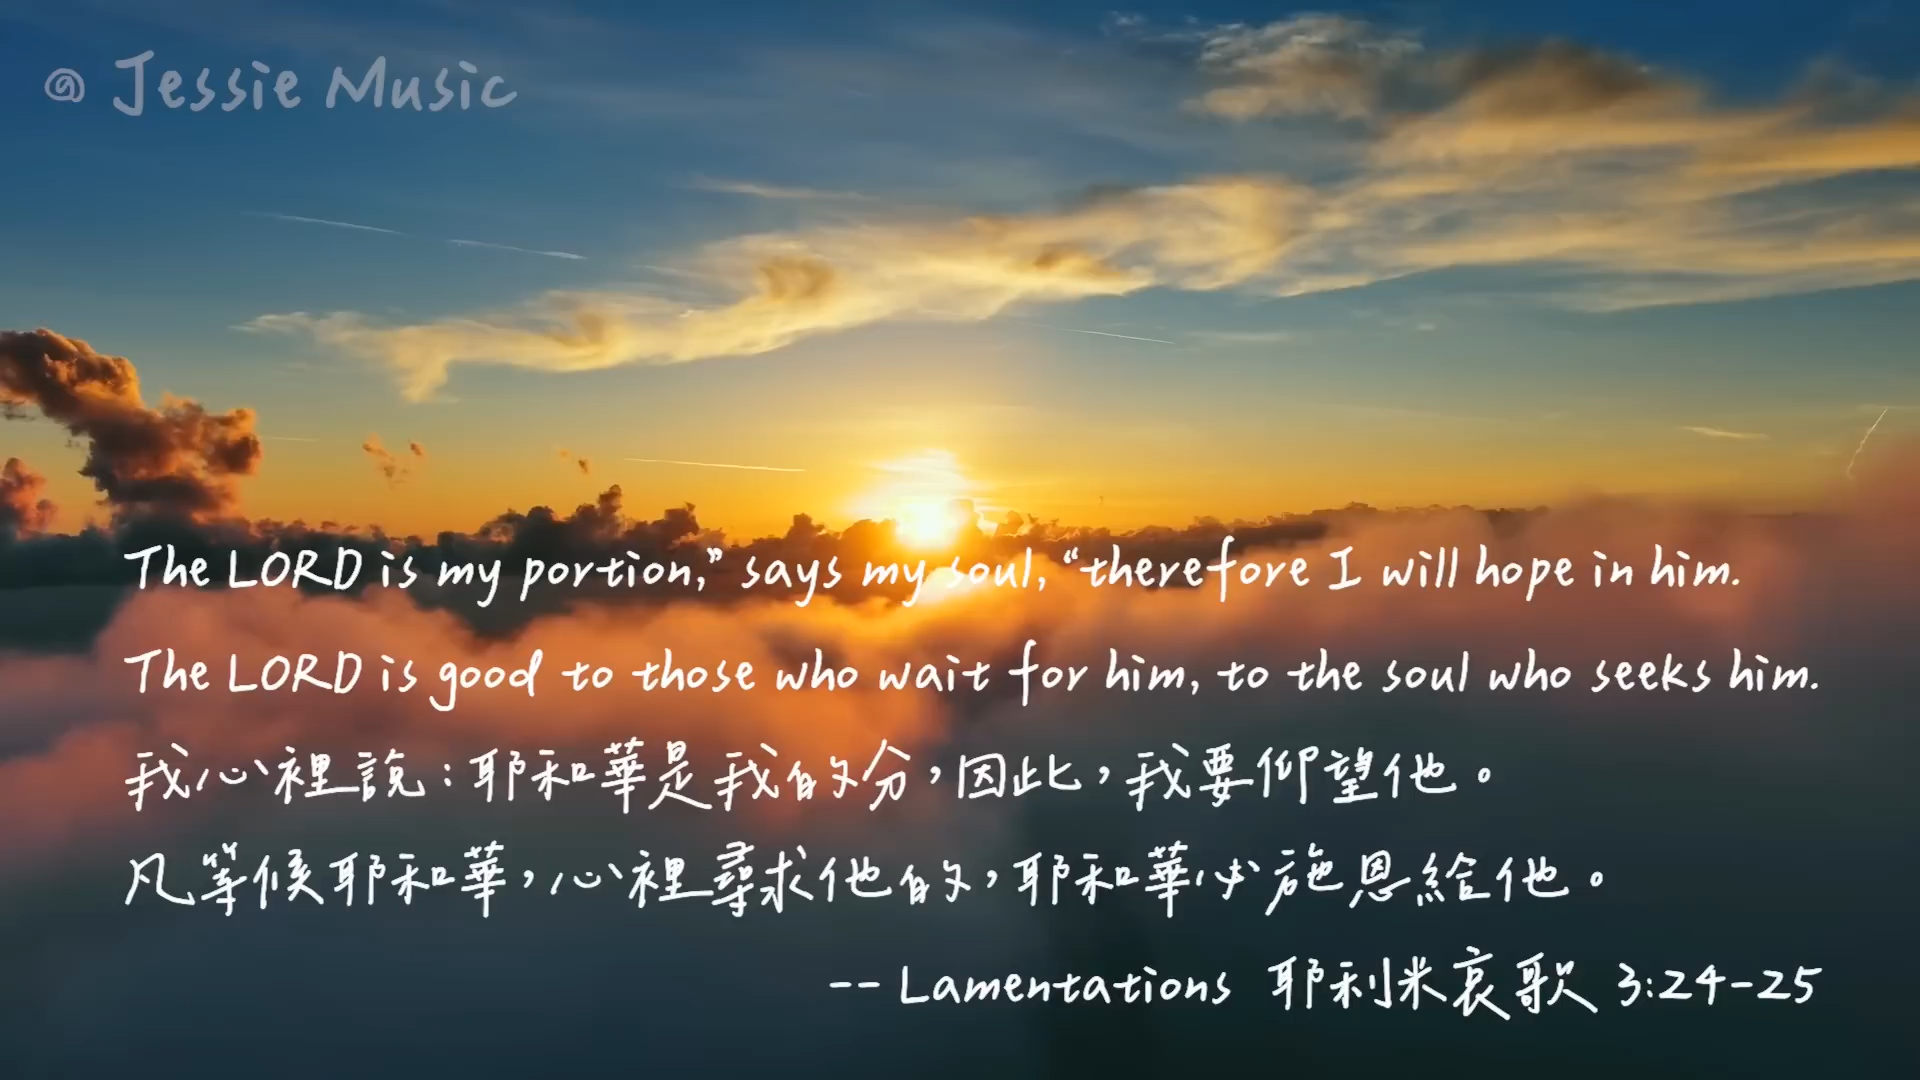 @ Jessie Music
The LORD is my portion,” says my soul, “therefore I will hope in him.
The LORD is good to those who wait for him, to the soul who seeks him.
我心裡說：耶和華是我的分，因此，我要仰望他。
凡等候耶和華，心裡尋求他的，耶和華必施恩給他。
-- Lamentations 耶利米哀歌 3:24-25